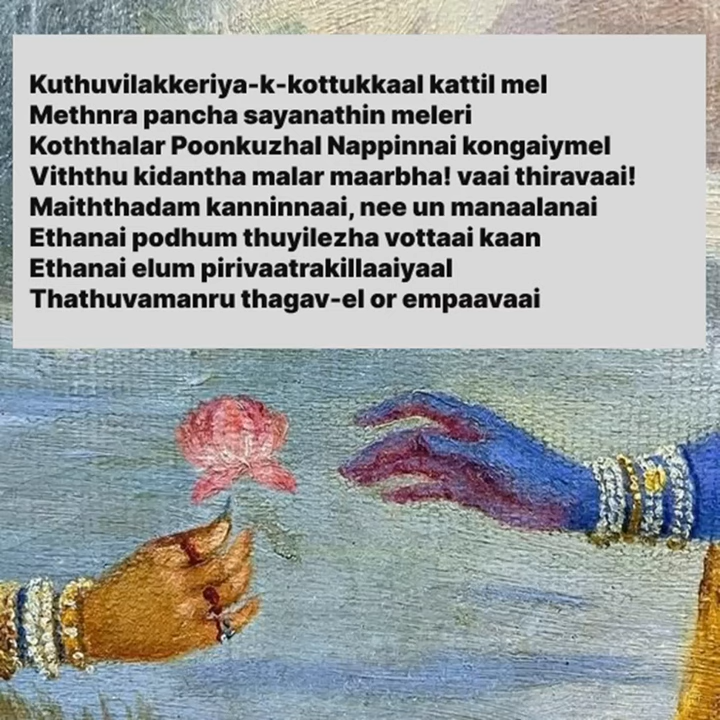 Kuthuvilakkeriya-k-kottukkaal kattil mel
Methnra pancha sayanathin meleri
Koththalar Poonkuzhal Nappinnai kongaiymel
Viththu kidantha malar maarbha! vaai thiravaai!
Maiththadam kanninnaai, nee un manaalanai
Ethanai podhum thuyilezha vottaai kaan
Ethanai elum pirivaatrakillaaiyaal
Thathuvamanru thagav-el or empaavaai